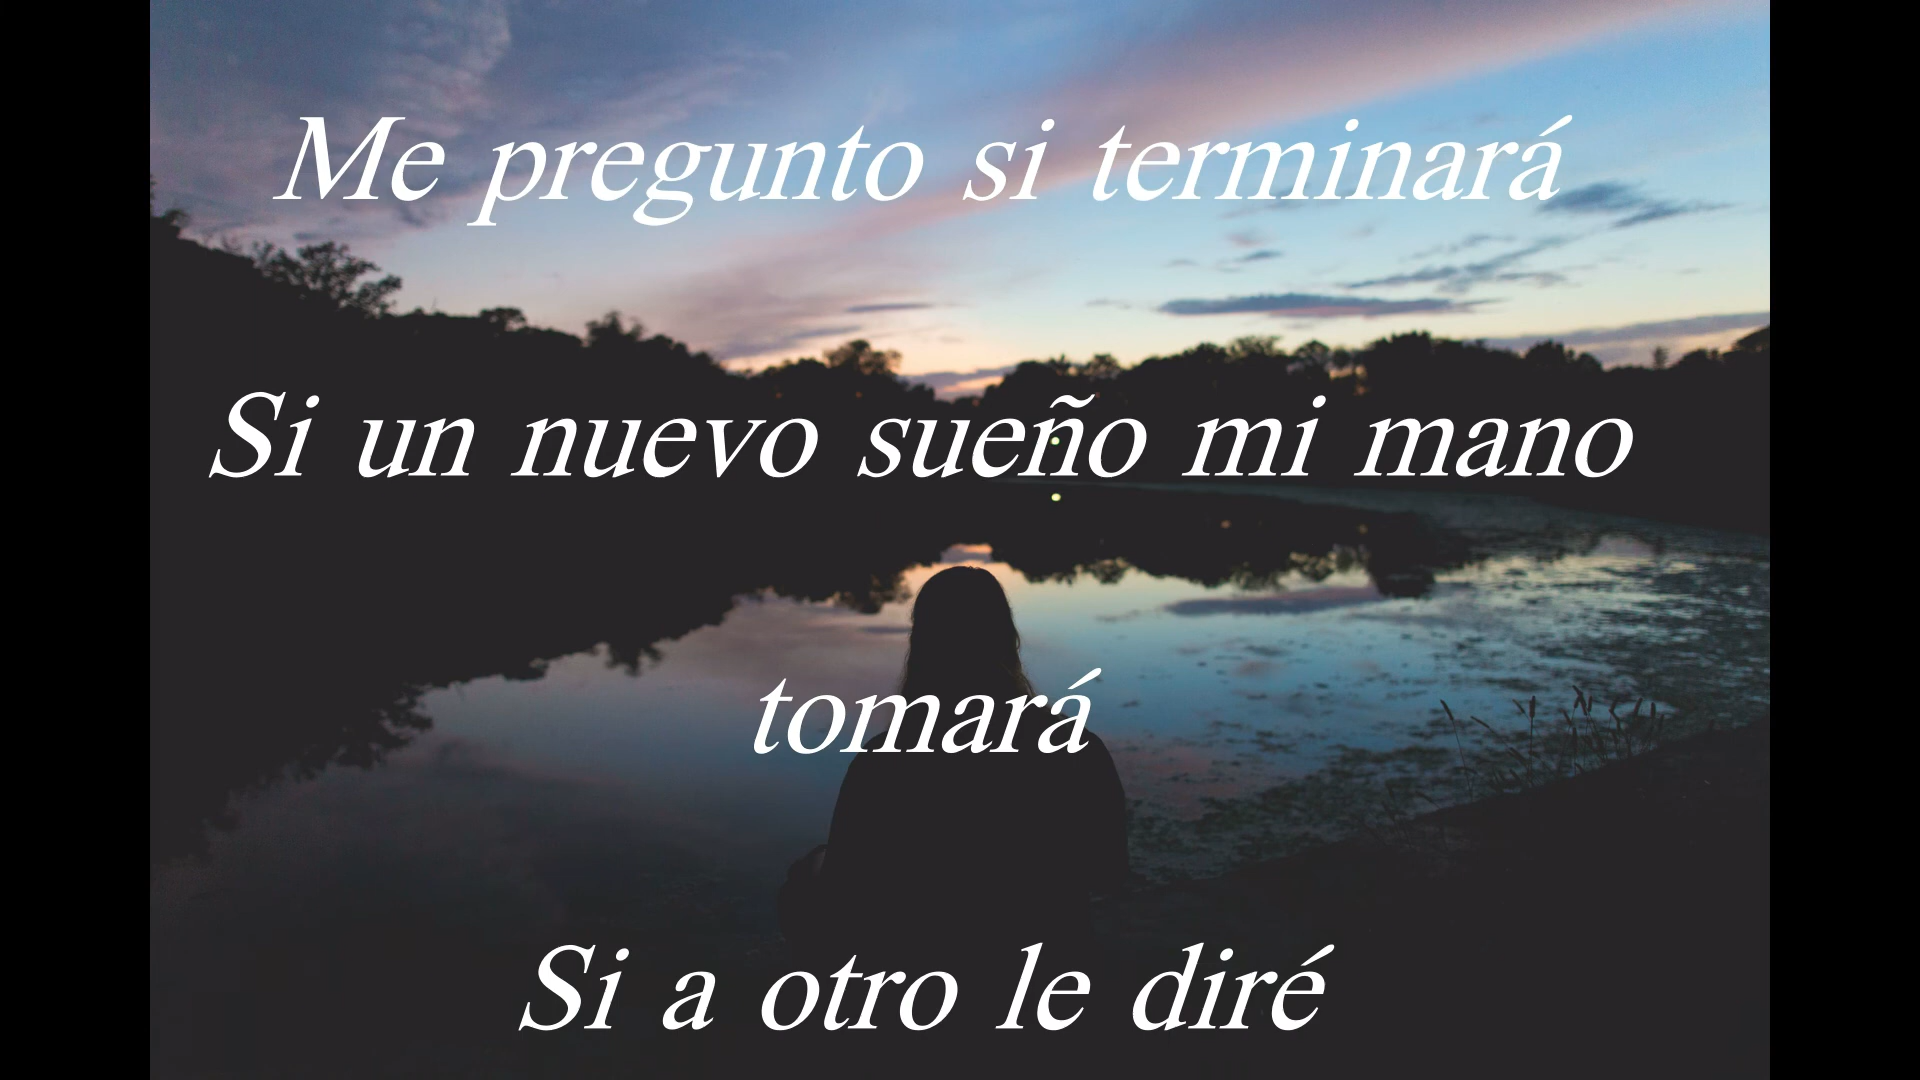 Me pregunto si terminará
Si un nuevo sueño mi mano
tomará
Si a otro le diré